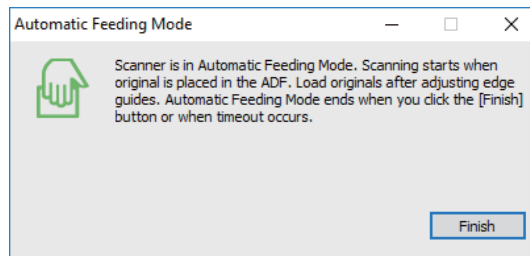 Automatic Feeding Mode
Scanner is in Automatic Feeding Mode. Scanning starts when
original is placed in the ADF. Load originals after adjusting edge
guides. Automatic Feeding Mode ends when you click the [Finish]
button or when timeout occurs.
Finish